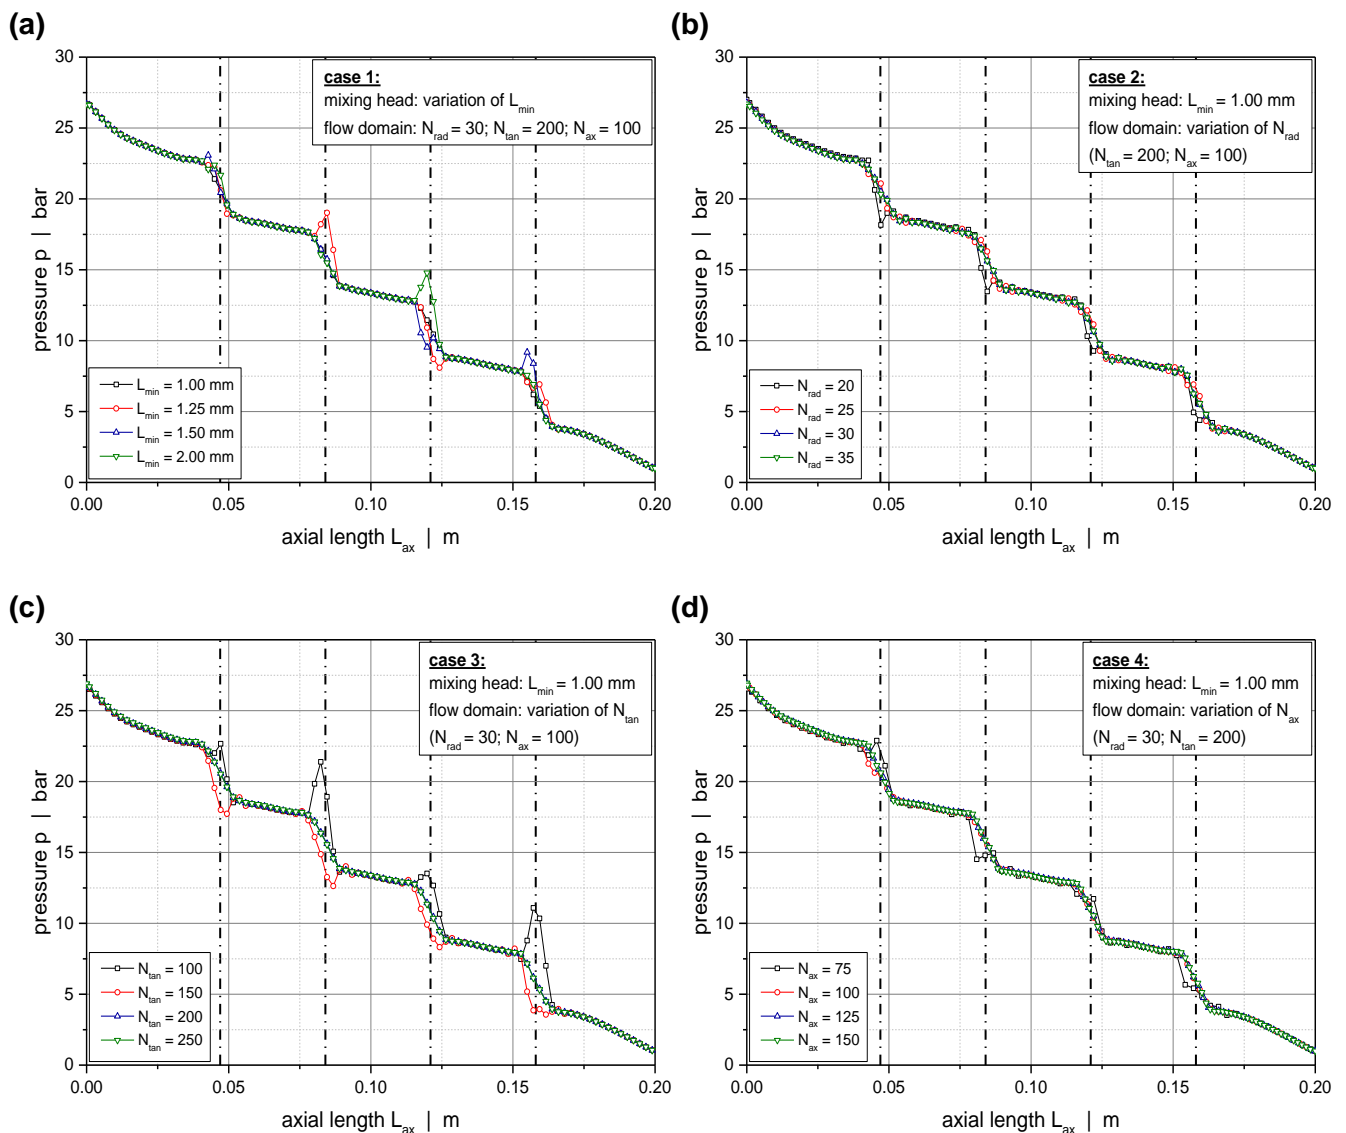 (a)
case 1:
mixing head: variation of Lmin
flow domain: Nrad = 30; Ntan = 200; Nax = 100
30
25
20
15
10
5
0
pressure p | bar
Lmin = 1.00 mm
Lmin = 1.25 mm
Lmin = 1.50 mm
Lmin = 2.00 mm
0.00 0.05 0.10 0.15 0.20
axial length Lax | m
(b)
case 2:
mixing head: Lmin = 1.00 mm
flow domain: variation of Nrad
(Ntan = 200; Nax = 100)
30
25
20
15
10
5
0
pressure p | bar
Nrad = 20
Nrad = 25
Nrad = 30
Nrad = 35
0.00 0.05 0.10 0.15 0.20
axial length Lax | m
(c)
case 3:
mixing head: Lmin = 1.00 mm
flow domain: variation of Ntan
(Nrad = 30; Nax = 100)
30
25
20
15
10
5
0
pressure p | bar
Ntan = 100
Ntan = 150
Ntan = 200
Ntan = 250
0.00 0.05 0.10 0.15 0.20
axial length Lax | m
(d)
case 4:
mixing head: Lmin = 1.00 mm
flow domain: variation of Nax
(Nrad = 30; Ntan = 200)
30
25
20
15
10
5
0
pressure p | bar
Nax = 75
Nax = 100
Nax = 125
Nax = 150
0.00 0.05 0.10 0.15 0.20
axial length Lax | m